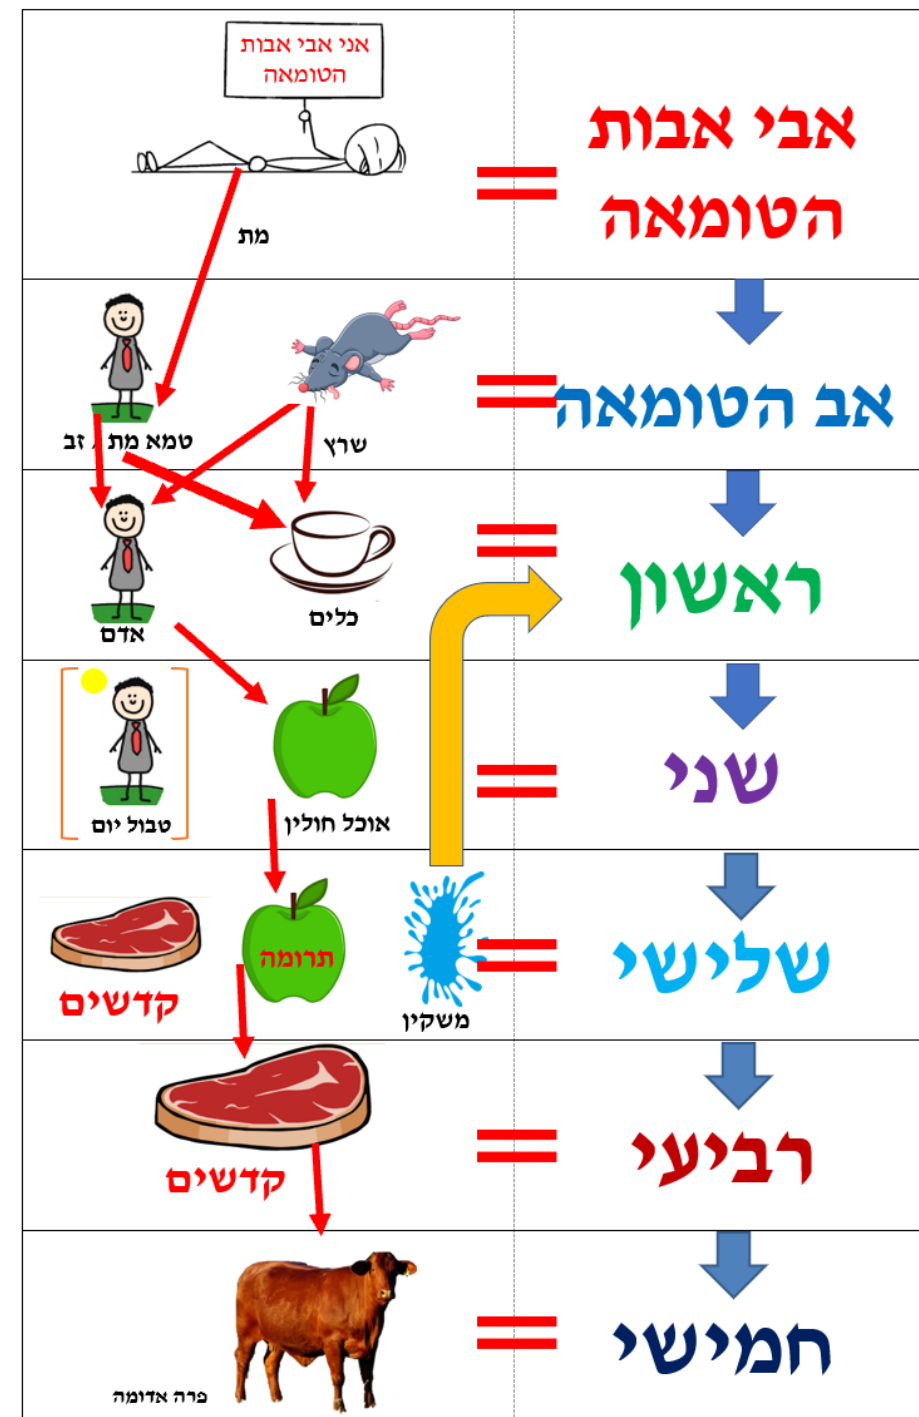 אני אבי אבות
הטומאה
מת
אבי אבות
הטומאה
טמא מת / זב
שרץ
אב הטומאה
אדם
כלים
ראשון
טבול יום
אוכל חולין
שני
קדשים
תרומה
משקין
שלישי
קדשים
רביעי
פרה אדומה
חמישי